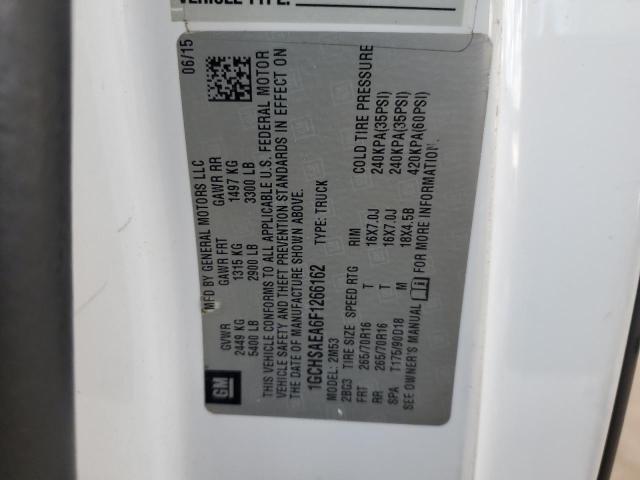 VEHICLE TYPE:
06/15
MFD BY GENERAL MOTORS LLC
GVWR GAWR FRT GAWR RR
2449 KG 1315 KG 1497 KG
5400 LB 2900 LB 3300 LB
THIS VEHICLE CONFORMS TO ALL APPLICABLE U.S. FEDERAL MOTOR
VEHICLE SAFETY AND THEFT PREVENTION STANDARDS IN EFFECT ON
THE DATE OF MANUFACTURE SHOWN ABOVE.
GM
1GCHSAEA6F1266162 TYPE: TRUCK
MODEL: 2M53
2BG3 TIRE SIZE SPEED RTG RIM COLD TIRE PRESSURE
FRT 265/70R16 T 16X7.0J 240KPA(35PSI)
RR 265/70R16 T 16X7.0J 240KPA(35PSI)
SPA T175/90D18 M 18X4.5B 420KPA(60PSI)
SEE OWNER'S MANUAL FOR MORE INFORMATION.